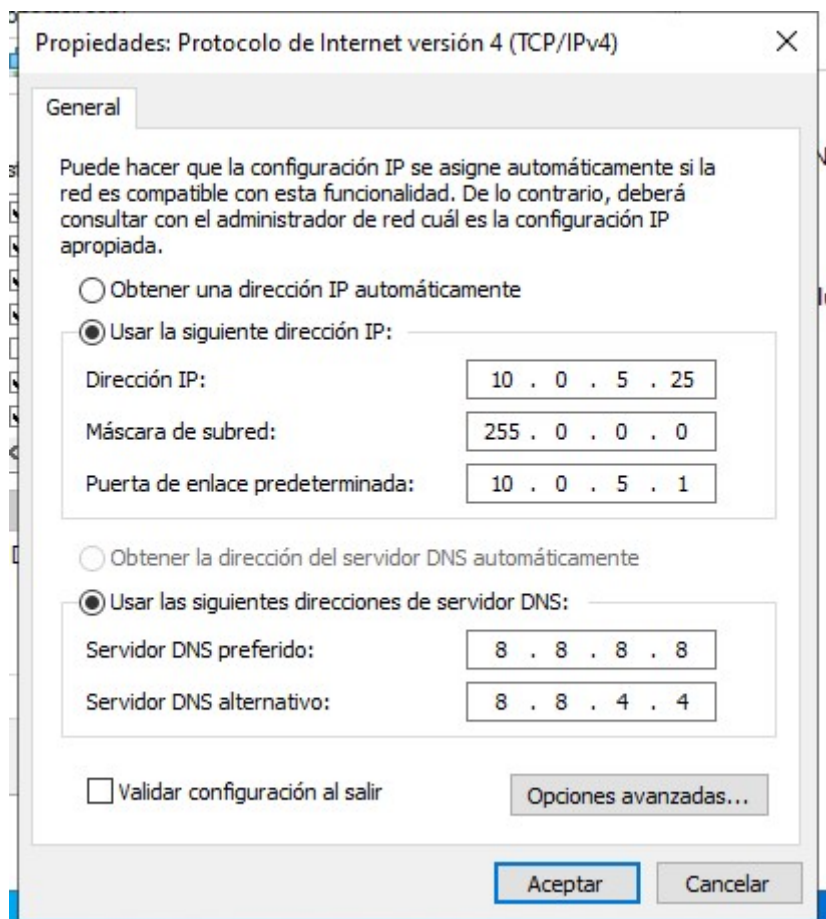 Propiedades: Protocolo de Internet versión 4 (TCP/IPv4)
General
Puede hacer que la configuración IP se asigne automáticamente si la
red es compatible con esta funcionalidad. De lo contrario, deberá
consultar con el administrador de red cuál es la configuración IP
apropiada.
Obtener una dirección IP automáticamente
Usar la siguiente dirección IP:
Dirección IP: 10 . 0 . 5 . 25
Máscara de subred: 255 . 0 . 0 . 0
Puerta de enlace predeterminada: 10 . 0 . 5 . 1
Obtener la dirección del servidor DNS automáticamente
Usar las siguientes direcciones de servidor DNS:
Servidor DNS preferido: 8 . 8 . 8 . 8
Servidor DNS alternativo: 8 . 8 . 4 . 4
Validar configuración al salir
Opciones avanzadas...
Aceptar Cancelar